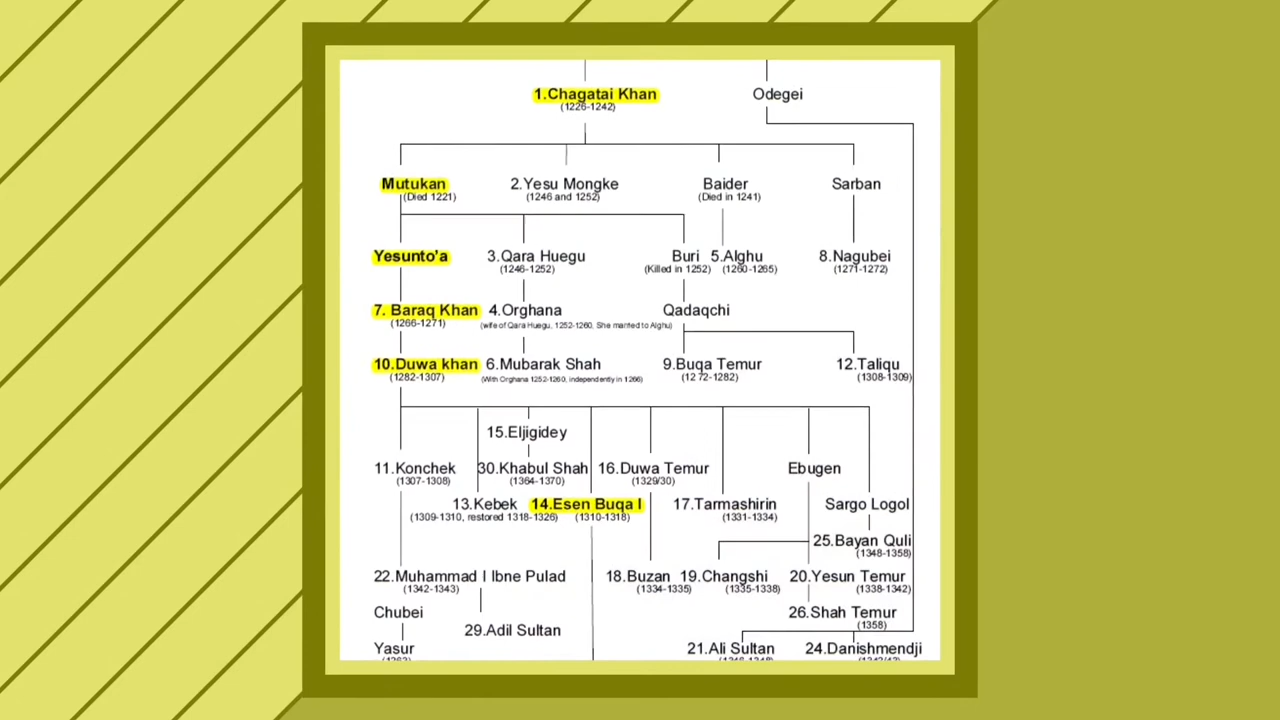 1.Chagatai Khan Odegei
(1226-1242)
Mutukan 2.Yesu Mongke Baider Sarban
(Died 1221) (1246 and 1252) (Died in 1241)
Yesunto'a 3.Qara Huegu Buri 5.Alghu 8.Nagubei
(1246-1252) (Killed in 1252) (1260-1265) (1271-1272)
7. Baraq Khan 4.Orghana Qadaqchi
(1266-1271) (wife of Qara Huegu, 1252-1260, She married to Alghu)
10.Duwa khan 6.Mubarak Shah 9.Buqa Temur 12.Taliqu
(1282-1307) (With Orghana 1252-1260, independently in 1266) (1272-1282) (1308-1309)
15.Eljigidey
11.Konchek 30.Khabul Shah 16.Duwa Temur Ebugen
(1307-1308) (1364-1370) (1329/30)
13.Kebek 14.Esen Buqa I 17.Tarmashirin Sargo Logol
(1309-1310, restored 1318-1326) (1310-1318) (1331-1334)
25.Bayan Quli
(1348-1358)
22.Muhammad I Ibne Pulad 18.Buzan 19.Changshi 20.Yesun Temur
(1342-1343) (1334-1335) (1335-1338) (1338-1342)
Chubei 26.Shah Temur
(1358)
29.Adil Sultan
Yasur 21.Ali Sultan 24.Danishmendji